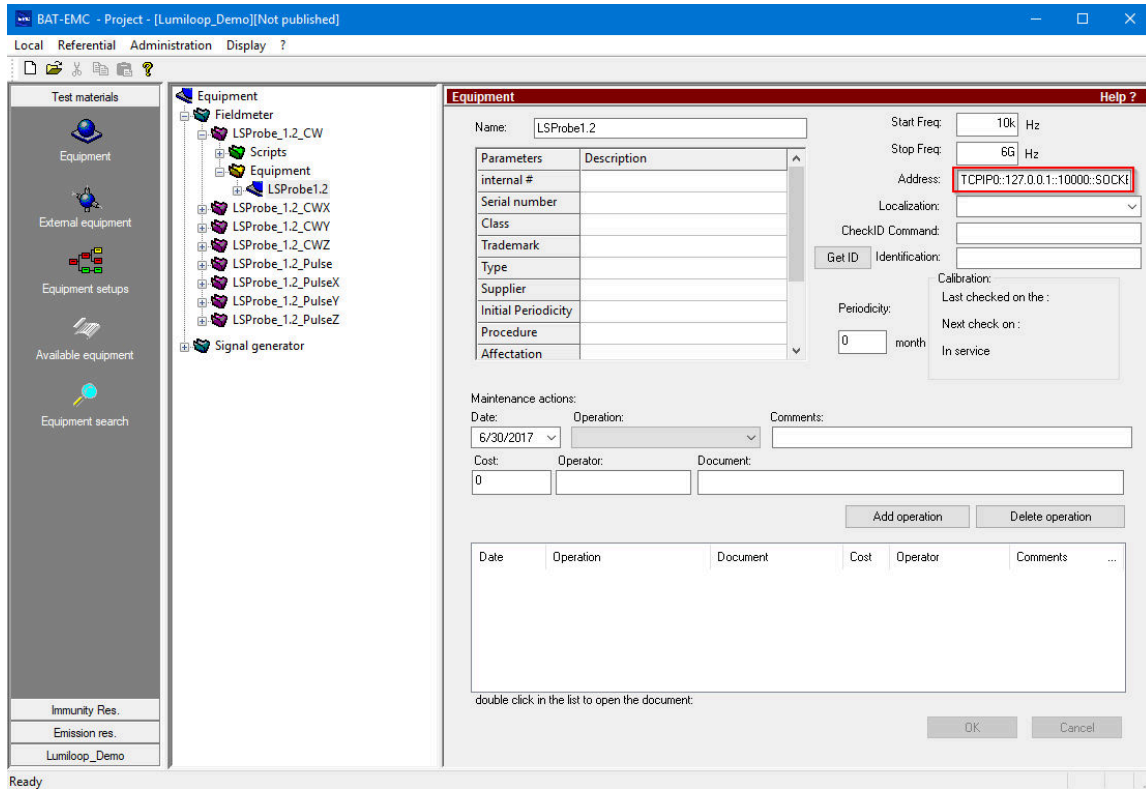 BAT-EMC - Project - [Lumiloop_Demo][Not published]
Local Referential Administration Display ?
Test materials
Equipment
External equipment
Equipment setups
Available equipment
Equipment search
Immunity Res.
Emission res.
Lumiloop_Demo
Equipment
Fieldmeter
LSProbe_1.2_CW
Scripts
Equipment
LSProbe1.2
LSProbe_1.2_CWX
LSProbe_1.2_CWY
LSProbe_1.2_CWZ
LSProbe_1.2_Pulse
LSProbe_1.2_PulseX
LSProbe_1.2_PulseY
LSProbe_1.2_PulseZ
Signal generator
Equipment Help ?
Name: LSProbe1.2
Parameters Description
internal #
Serial number
Class
Trademark
Type
Supplier
Initial Periodicity
Procedure
Affectation
Start Freq: 10k Hz
Stop Freq: 6G Hz
Address: TCPIP0::127.0.0.1::10000::SOCKE
Localization:
CheckID Command:
Get ID Identification:
Calibration:
Last checked on the :
Next check on :
In service
Periodicity:
0 month
Maintenance actions:
Date: Operation: Comments:
6/30/2017
Cost: Operator: Document:
0
Add operation Delete operation
Date Operation Document Cost Operator Comments ...
double click in the list to open the document:
OK Cancel
Ready